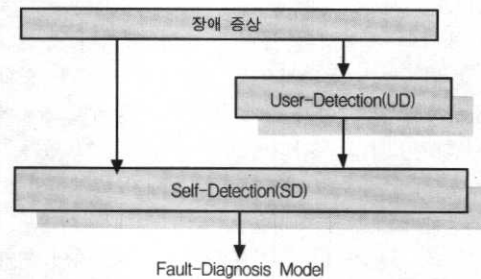 장애 증상
User-Detection(UD)
Self-Detection(SD)
Fault-Diagnosis Model